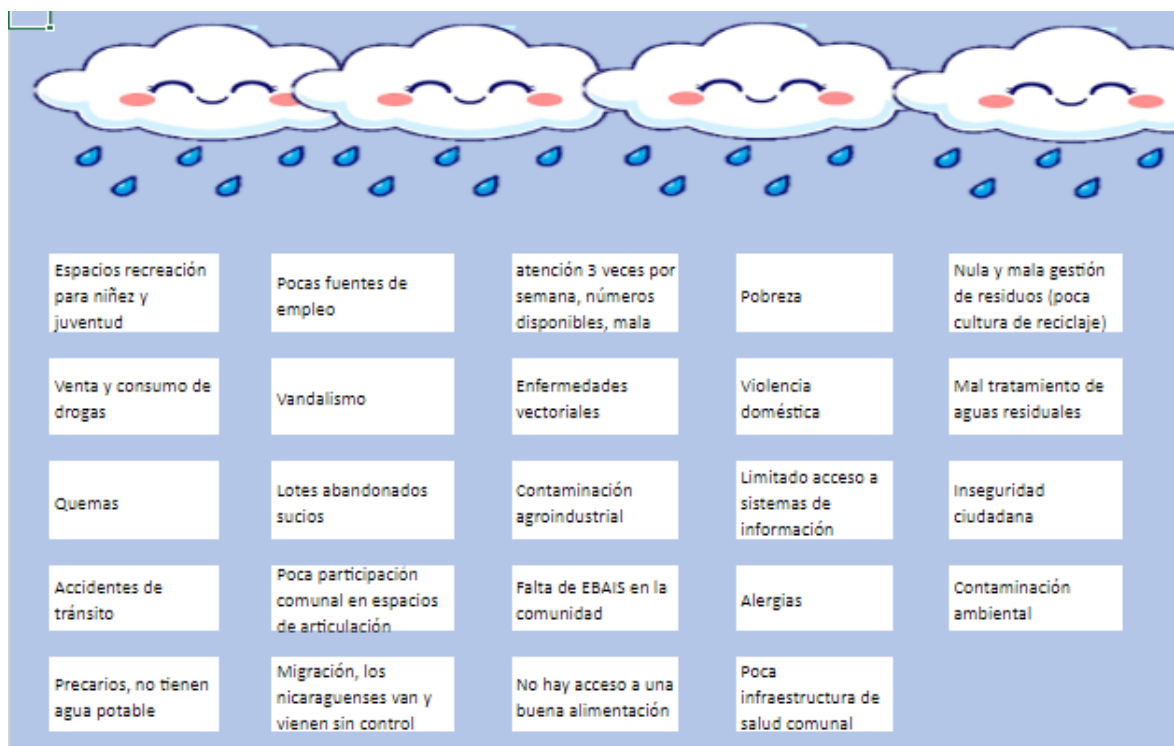 Espacios recreación
para niñez y
juventud
Pocas fuentes de
empleo
atención 3 veces por
semana, números
disponibles, mala
Pobreza
Nula y mala gestión
de residuos (poca
cultura de reciclaje)
Venta y consumo de
drogas
Vandalismo
Enfermedades
vectoriales
Violencia
doméstica
Mal tratamiento de
aguas residuales
Quemas
Lotes abandonados
sucios
Contaminación
agroindustrial
Limitado acceso a
sistemas de
información
Inseguridad
ciudadana
Accidentes de
tránsito
Poca participación
comunal en espacios
de articulación
Falta de EBAIS en la
comunidad
Alergias
Contaminación
ambiental
Precarios, no tienen
agua potable
Migración, los
nicaraguenses van y
vienen sin control
No hay acceso a una
buena alimentación
Poca
infraestructura de
salud comunal